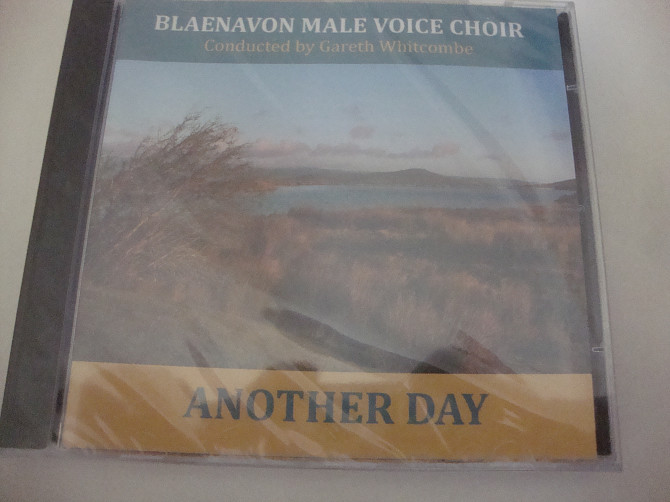 BLAENAVON MALE VOICE CHOIR
Conducted by Gareth Whitcombe
ANOTHER DAY